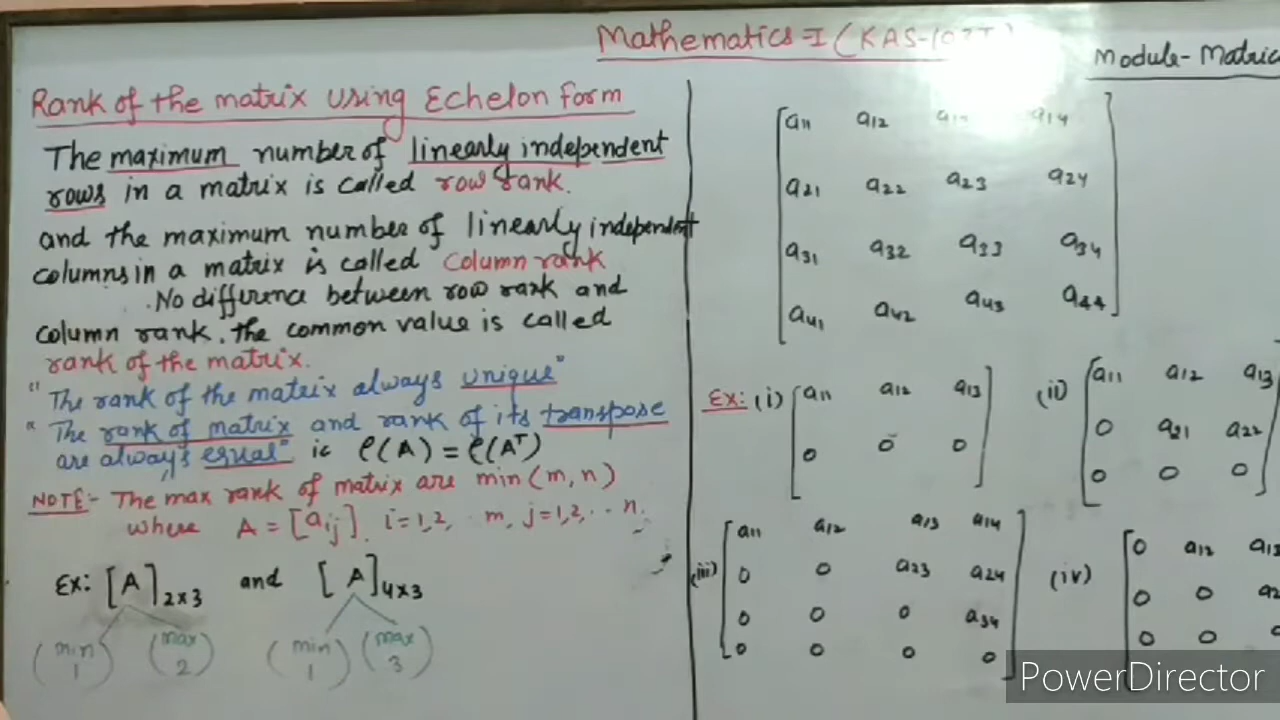 Mathematics-I (KAS-103T)
Module-Matric
Rank of the matrix using Echelon form
The maximum number of linearly independent
rows in a matrix is called row rank.
and the maximum number of linearly independent
columns in a matrix is called column rank
.No difference between row rank and
column rank. The common value is called
rank of the matrix.
"The rank of the matrix always unique"
"The rank of matrix and rank of its transpose
are always equal" ie ρ(A) = ρ(Aᵀ)
NOTE:- The max rank of matrix are min(m, n)
where A = [aij]. i=1,2, .. m, j=1,2, .. n.
Ex: [A]2x3 and [A]4x3
(min 1) (max 2) (min 1) (max 3)
a11 a12 a14
a21 a22 a23 a24
a31 a32 a33 a34
a41 a42 a43 a44
Ex: (i) a11 a12 a13
0 0 0
(ii) a11 a12 a13
0 a21 a22
0 0 0
(iii) a11 a12 a13 a14
0 0 a23 a24
0 0 0 a34
0 0 0 0
(iv) 0 a12 a13
0 0 a2
0 0 0
PowerDirector